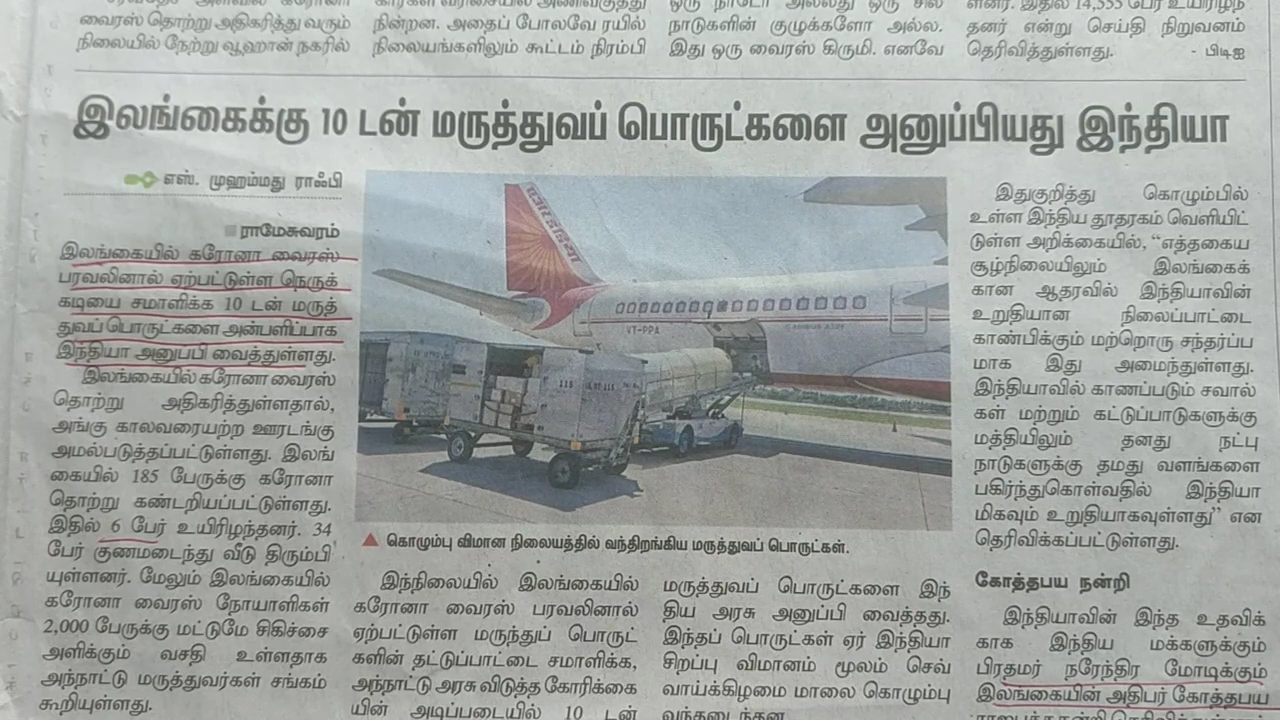 வைரஸ் தொற்று அதிகரித்து வரும்
நிலையில் நேற்று வூஹான் நகரில்
நின்றன. அதைப் போலவே ரயில்
நிலையங்களிலும் கூட்டம் நிரம்பி
நாடுகளின் குழுக்களோ அல்ல.
இது ஒரு வைரஸ் கிருமி. எனவே
தனர் என்று செய்தி நிறுவனம்
தெரிவித்துள்ளது. - பிடிஐ
இலங்கைக்கு 10 டன் மருத்துவப் பொருட்களை அனுப்பியது இந்தியா
எஸ். முஹம்மது ராஃபி
ராமேசுவரம்
இலங்கையில் கரோனா வைரஸ்
பரவலினால் ஏற்பட்டுள்ள நெருக்
கடியை சமாளிக்க 10 டன் மருத்
துவப் பொருட்களை அன்பளிப்பாக
இந்தியா அனுப்பி வைத்துள்ளது.
இலங்கையில் கரோனா வைரஸ்
தொற்று அதிகரித்துள்ளதால்,
அங்கு காலவரையற்ற ஊரடங்கு
அமல்படுத்தப்பட்டுள்ளது. இலங்
கையில் 185 பேருக்கு கரோனா
தொற்று கண்டறியப்பட்டுள்ளது.
இதில் 6 பேர் உயிரிழந்தனர். 34
பேர் குணமடைந்து வீடு திரும்பி
யுள்ளனர். மேலும் இலங்கையில்
கரோனா வைரஸ் நோயாளிகள்
2,000 பேருக்கு மட்டுமே சிகிச்சை
அளிக்கும் வசதி உள்ளதாக
அந்நாட்டு மருத்துவர்கள் சங்கம்
கூறியுள்ளது.
एअर इंडिया
VT-PPA
115
கொழும்பு விமான நிலையத்தில் வந்திறங்கிய மருத்துவப் பொருட்கள்.
இந்நிலையில் இலங்கையில்
கரோனா வைரஸ் பரவலினால்
ஏற்பட்டுள்ள மருந்துப் பொருட்
களின் தட்டுப்பாட்டை சமாளிக்க,
அந்நாட்டு அரசு விடுத்த கோரிக்கை
யின் அடிப்படையில் 10 டன்
மருத்துவப் பொருட்களை இந்
திய அரசு அனுப்பி வைத்தது.
இந்தப் பொருட்கள் ஏர் இந்தியா
சிறப்பு விமானம் மூலம் செவ்
வாய்க்கிழமை மாலை கொழும்பு
வந்தடைந்தன.
இதுகுறித்து கொழும்பில்
உள்ள இந்திய தூதரகம் வெளியிட்
டுள்ள அறிக்கையில், “எத்தகைய
சூழ்நிலையிலும் இலங்கைக்
கான ஆதரவில் இந்தியாவின்
உறுதியான நிலைப்பாட்டை
காண்பிக்கும் மற்றொரு சந்தர்ப்ப
மாக இது அமைந்துள்ளது.
இந்தியாவில் காணப்படும் சவால்
கள் மற்றும் கட்டுப்பாடுகளுக்கு
மத்தியிலும் தனது நட்பு
நாடுகளுக்கு தமது வளங்களை
பகிர்ந்துகொள்வதில் இந்தியா
மிகவும் உறுதியாகவுள்ளது” என
தெரிவிக்கப்பட்டுள்ளது.
கோத்தபய நன்றி
இந்தியாவின் இந்த உதவிக்
காக இந்திய மக்களுக்கும்
பிரதமர் நரேந்திர மோடிக்கும்
இலங்கையின் அதிபர் கோத்தபய